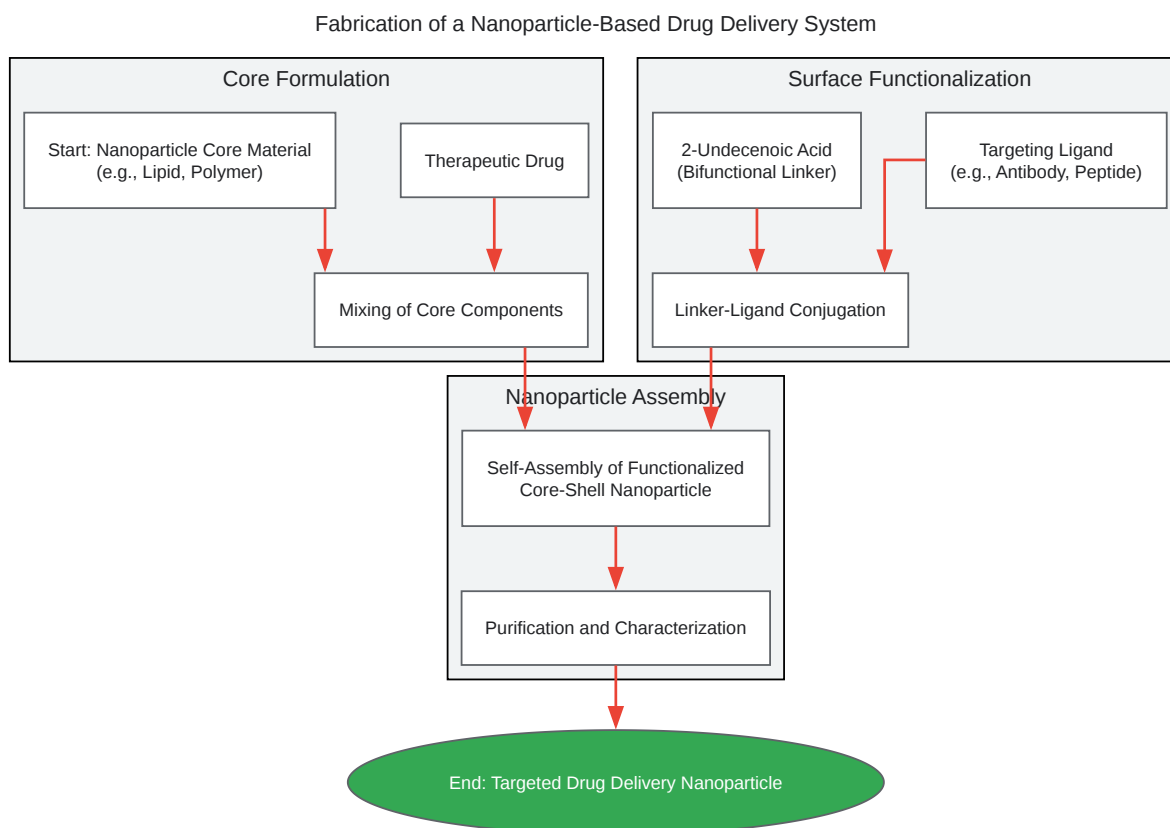 Fabrication of a Nanoparticle-Based Drug Delivery System
Core Formulation
Start: Nanoparticle Core Material
(e.g., Lipid, Polymer)
Therapeutic Drug
Mixing of Core Components
Surface Functionalization
2-Undecenoic Acid
(Bifunctional Linker)
Targeting Ligand
(e.g., Antibody, Peptide)
Linker-Ligand Conjugation
Nanoparticle Assembly
Self-Assembly of Functionalized
Core-Shell Nanoparticle
Purification and Characterization
End: Targeted Drug Delivery Nanoparticle